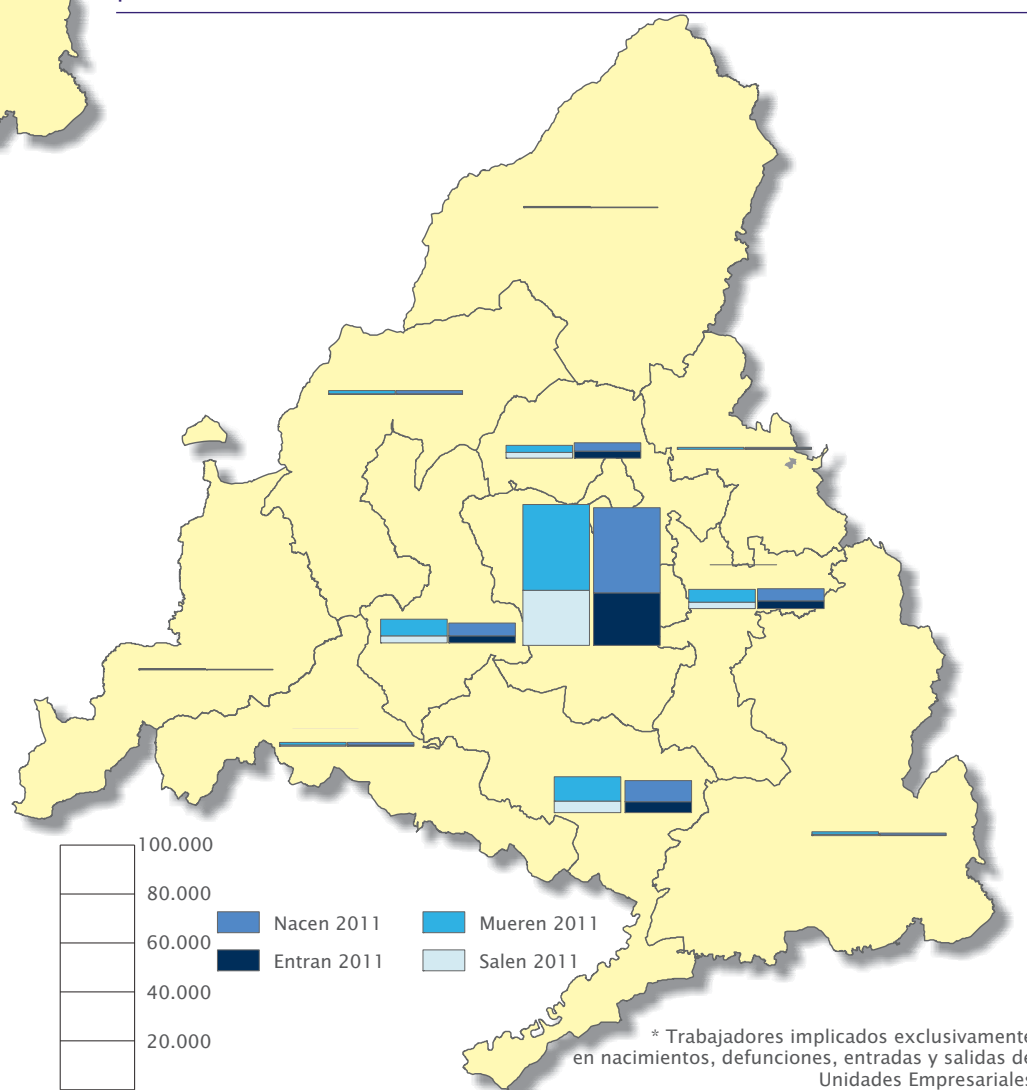 100.000
80.000
60.000
40.000
20.000
Nacen 2011
Mueren 2011
Entran 2011
Salen 2011
* Trabajadores implicados exclusivamente
en nacimientos, defunciones, entradas y salidas de
Unidades Empresariales